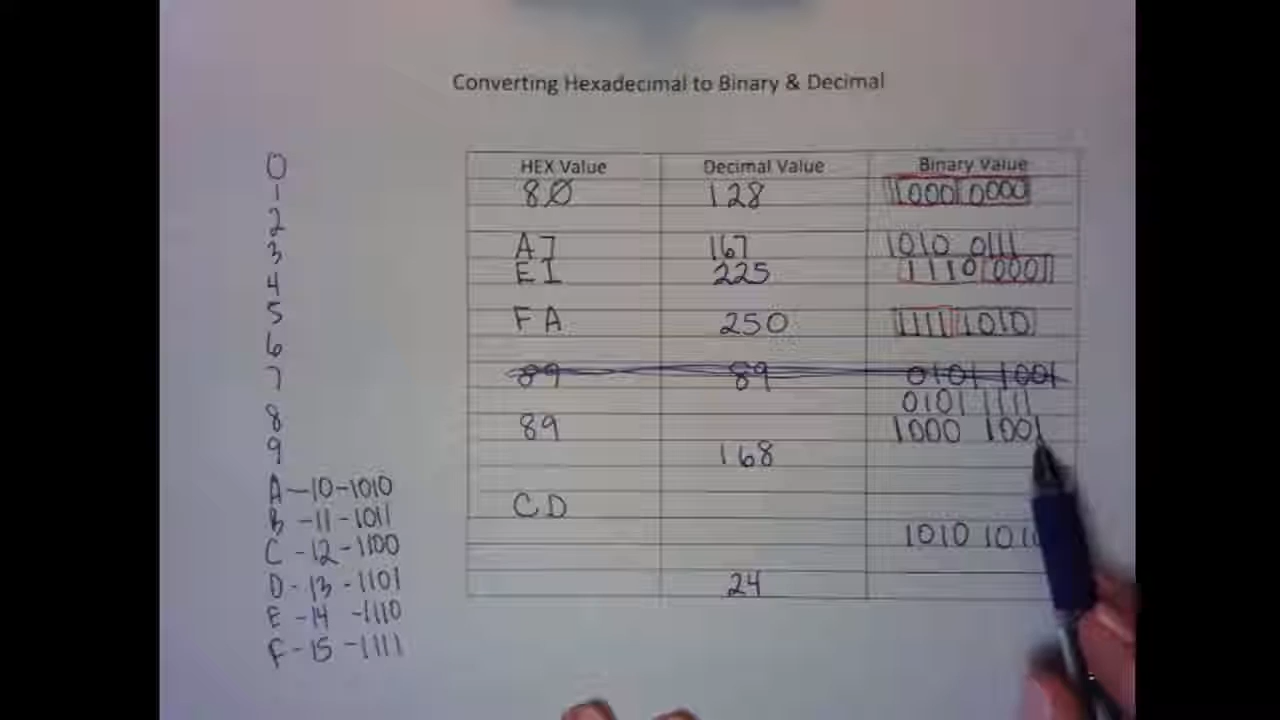 Converting Hexadecimal to Binary & Decimal
HEX Value Decimal Value Binary Value
80 128 1000 0000
A7 167 1010 0111
E1 225 1110 0001
FA 250 1111 1010
89 89 0101 1001
0101 1111
89 1000 1001
168
CD
1010 101
24
0
1
2
3
4
5
6
7
8
9
A-10-1010
B-11-1011
C-12-1100
D-13-1101
E-14-1110
F-15-1111